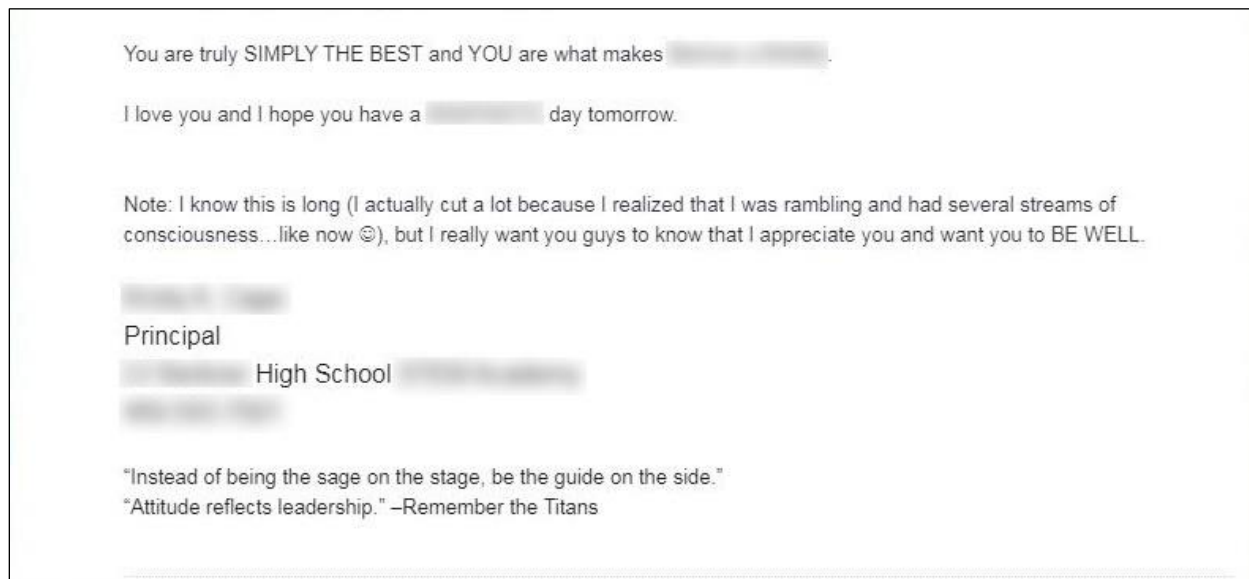 You are truly SIMPLY THE BEST and YOU are what makes .
I love you and I hope you have a day tomorrow.
Note: I know this is long (I actually cut a lot because I realized that I was rambling and had several streams of
consciousness...like now ☺), but I really want you guys to know that I appreciate you and want you to BE WELL.
Principal
High School
“Instead of being the sage on the stage, be the guide on the side.”
“Attitude reflects leadership.” –Remember the Titans